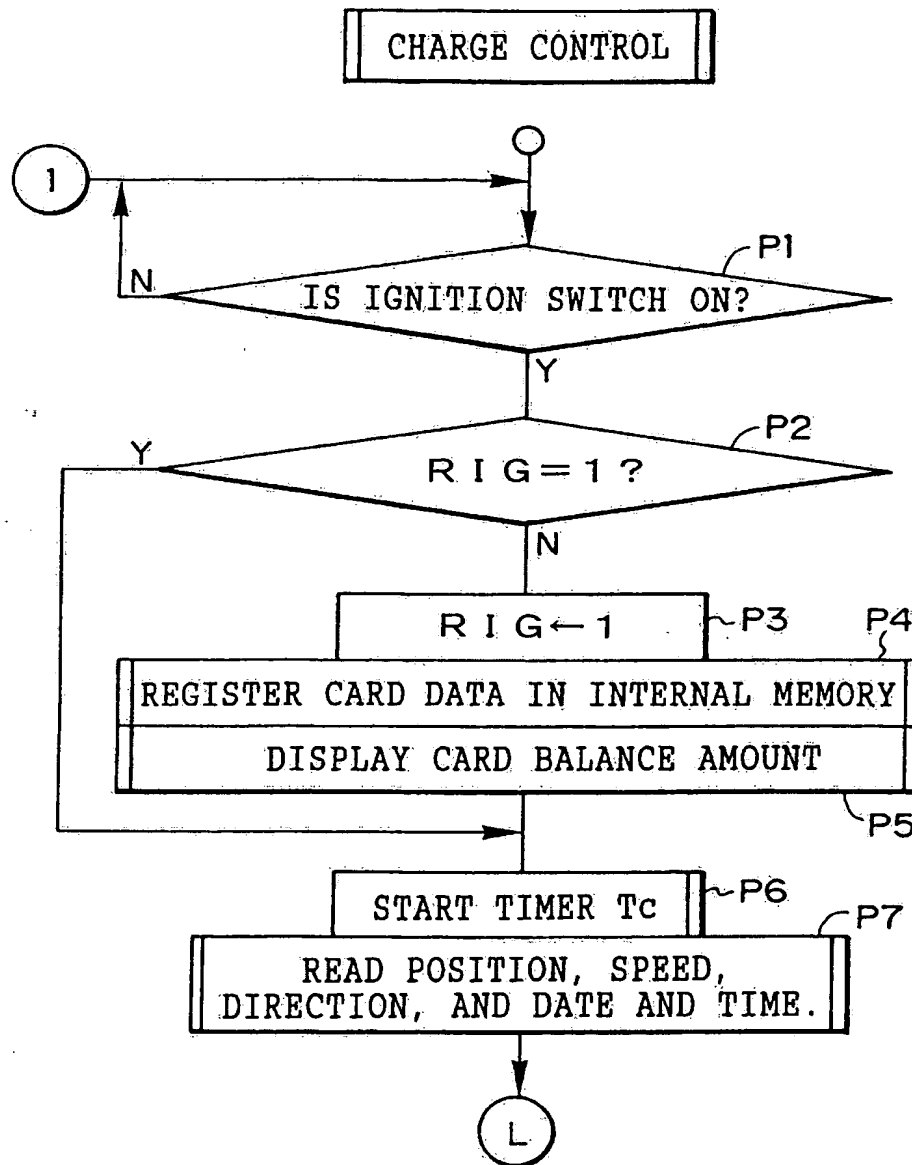 CHARGE CONTROL
1
P1
N
IS IGNITION SWITCH ON?
Y
P2
Y
RIG=1?
N
RIG←1
P3
P4
REGISTER CARD DATA IN INTERNAL MEMORY
DISPLAY CARD BALANCE AMOUNT
P5
START TIMER Tc
P6
P7
READ POSITION, SPEED,
DIRECTION, AND DATE AND TIME.
L